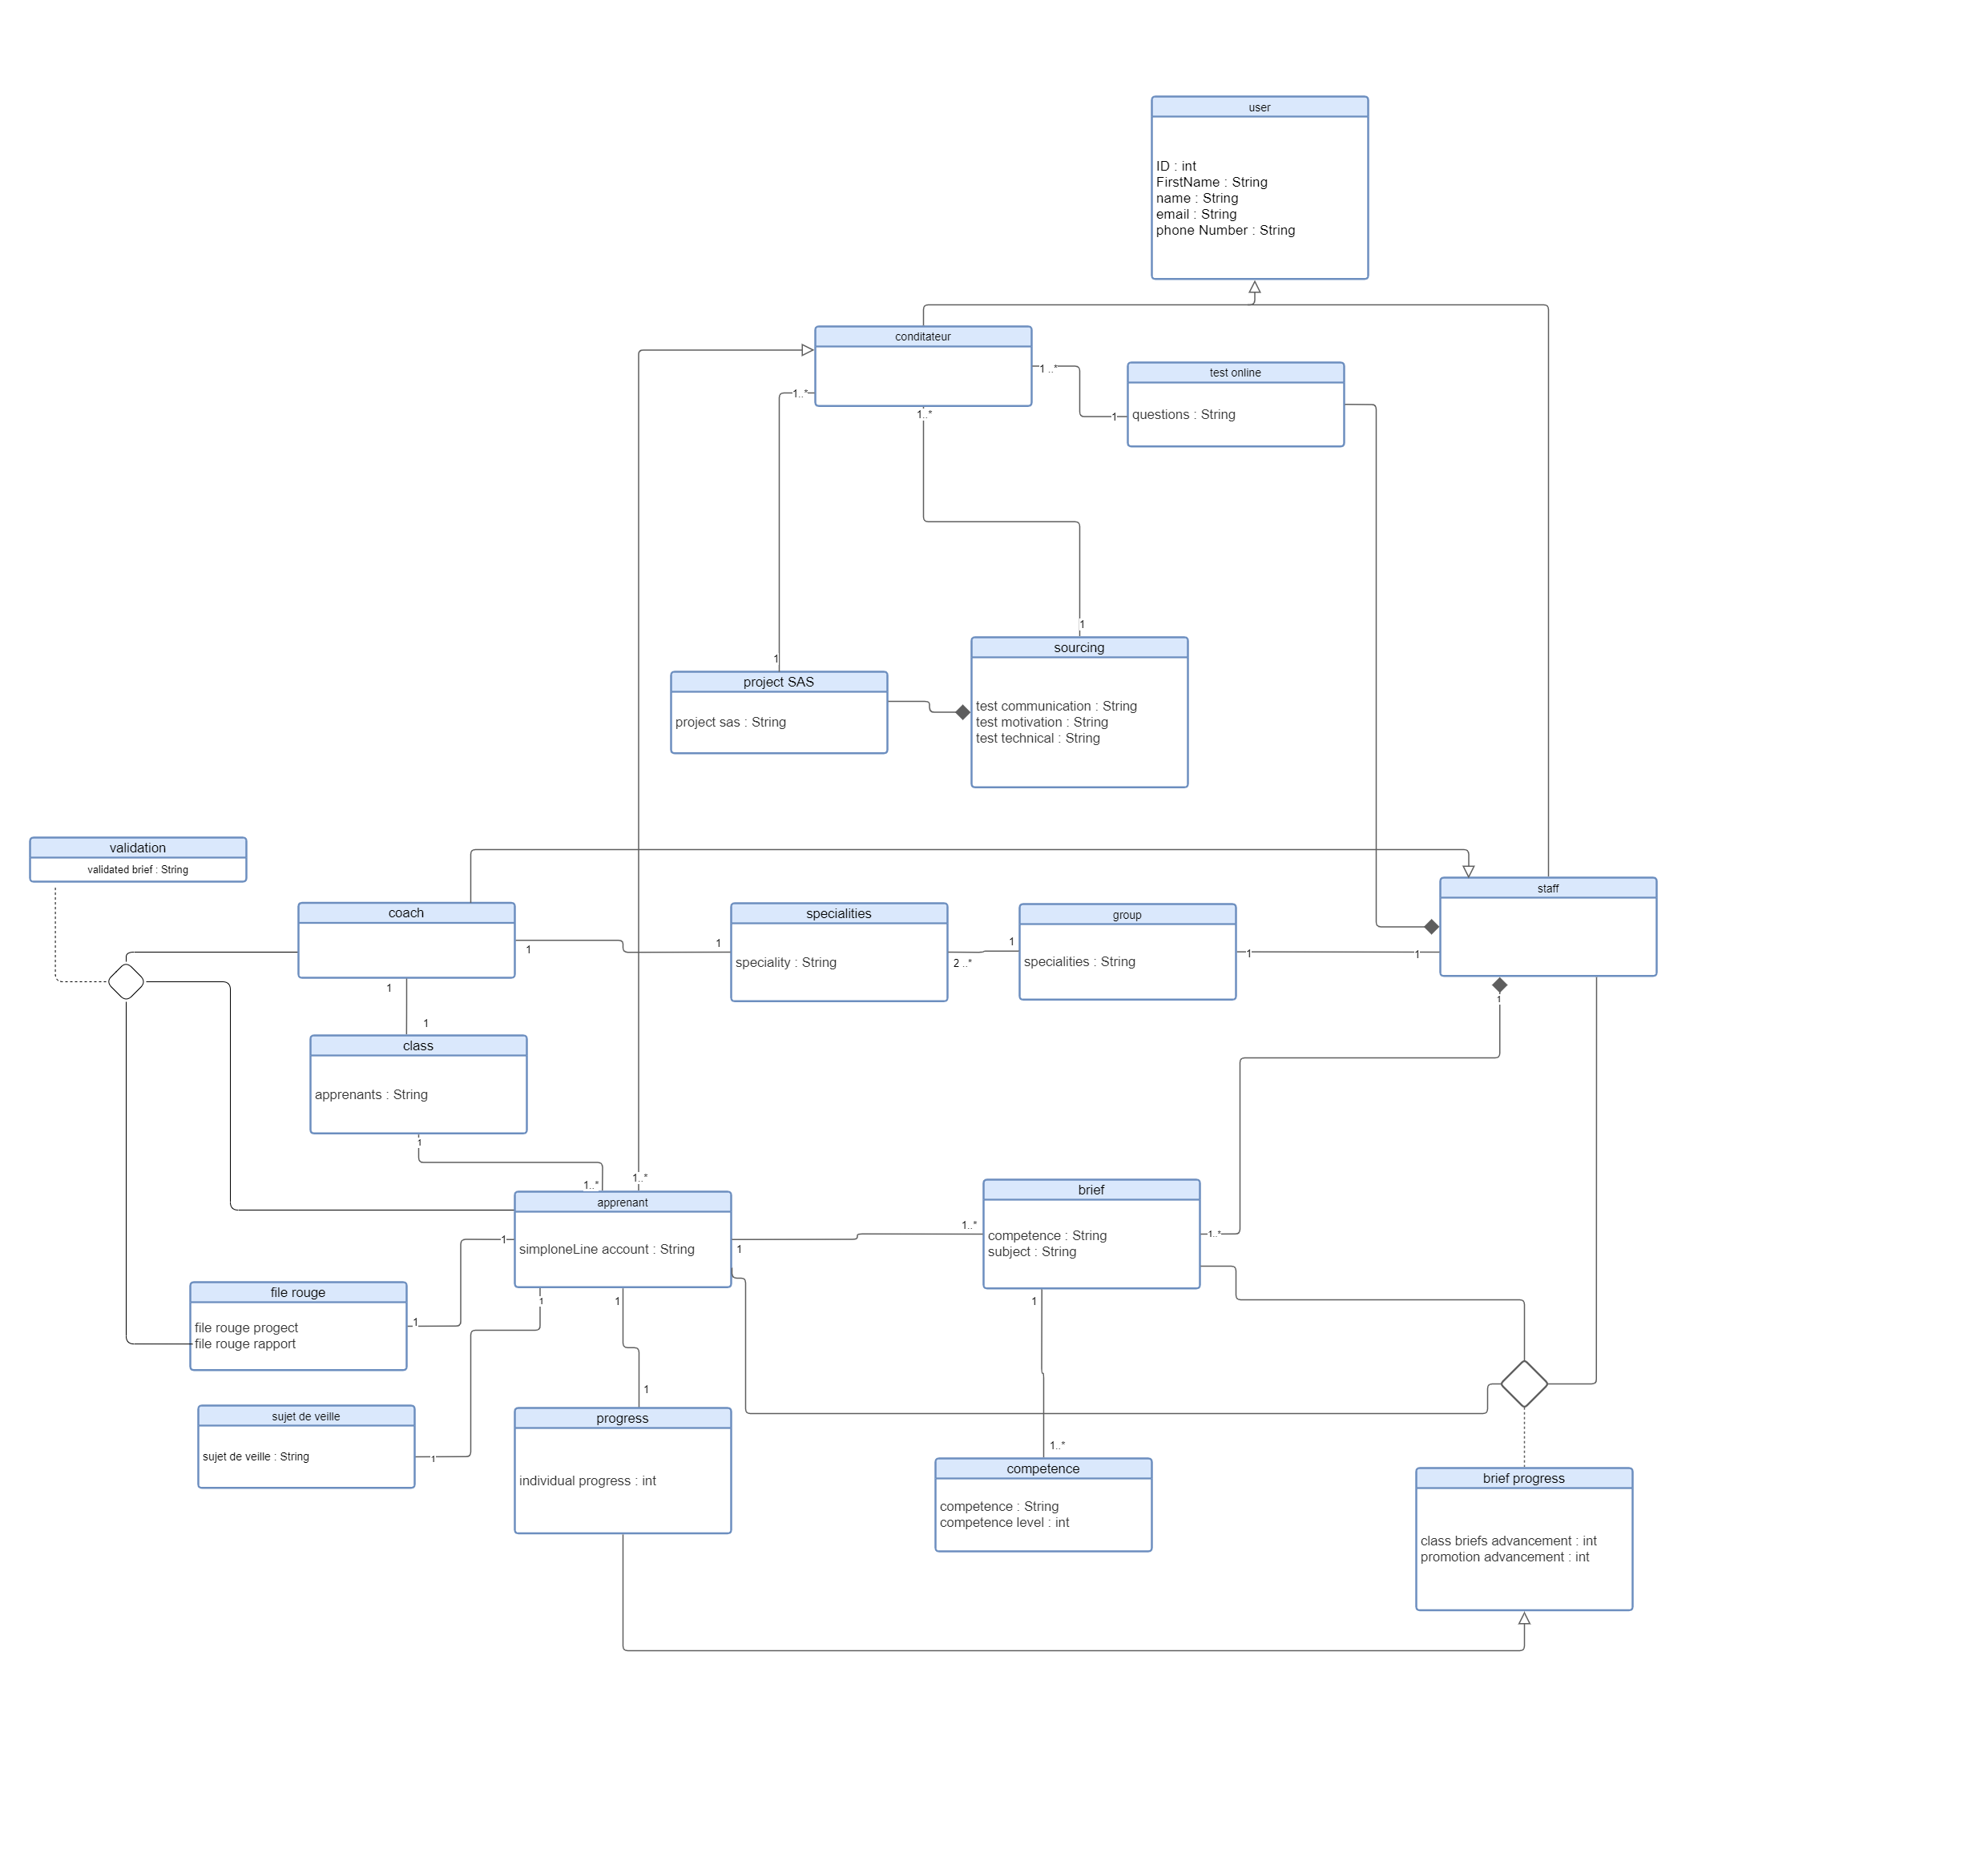 user
ID : int
FirstName : String
name : String
email : String
phone Number : String
conditateur
1..*
1 ..*
1..*
test online
questions : String
1
1
sourcing
test communication : String
test motivation : String
test technical : String
1
project SAS
project sas : String
validation
validated brief : String
coach
1
1
specialities
speciality : String
1
2 ..*
group
specialities : String
1
1
1
staff
1
1
class
apprenants : String
1
1..*
1..*
apprenant
simploneLine account : String
1
1
1..*
brief
competence : String
subject : String
1..*
1
file rouge
file rouge progect
file rouge rapport
1
1
1
sujet de veille
sujet de veille : String
1
1
progress
individual progress : int
1..*
competence
competence : String
competence level : int
brief progress
class briefs advancement : int
promotion advancement : int